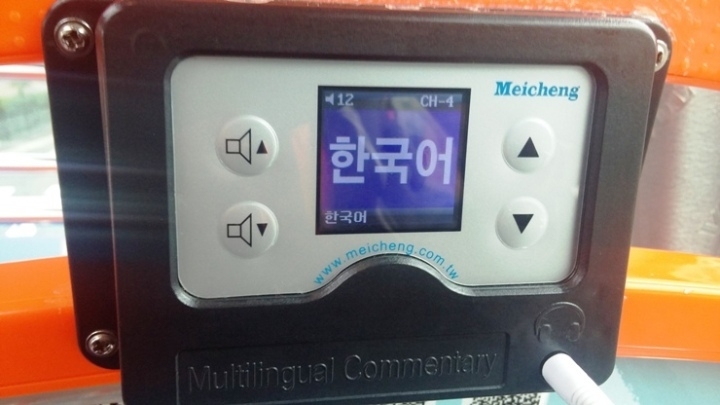 12 CH-4
Meicheng
한국어
한국어
www.meicheng.com.tw
Multilingual Commentary